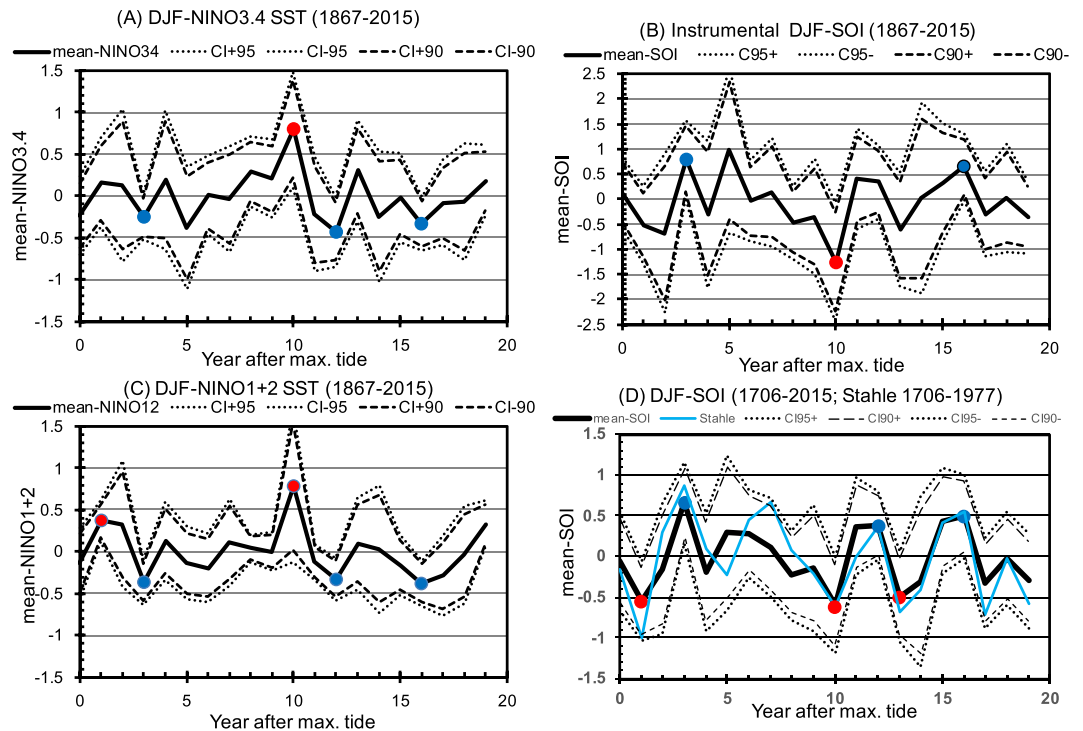 (A) DJF-NINO3.4 SST (1867-2015)
mean-NINO34 CI+95 CI-95 CI+90 CI-90
1.5
1
0.5
0
-0.5
-1
-1.5
mean-NINO3.4
0 5 10 15 20
Year after max. tide
(B) Instrumental DJF-SOI (1867-2015)
mean-SOI C95+ C95- C90+ C90-
2.5
2
1.5
1
0.5
0
-0.5
-1
-1.5
-2
-2.5
mean-SOI
0 5 10 15 20
Year after max. tide
(C) DJF-NINO1+2 SST (1867-2015)
mean-NINO12 CI+95 CI-95 CI+90 CI-90
1.5
1
0.5
0
-0.5
-1
-1.5
mean-NINO1+2
0 5 10 15 20
Year after max. tide
(D) DJF-SOI (1706-2015; Stahle 1706-1977)
mean-SOI Stahle CI95+ CI90+ CI95- CI90-
1.5
1
0.5
0
-0.5
-1
-1.5
mean-SOI
0 5 10 15 20
Year after max. tide